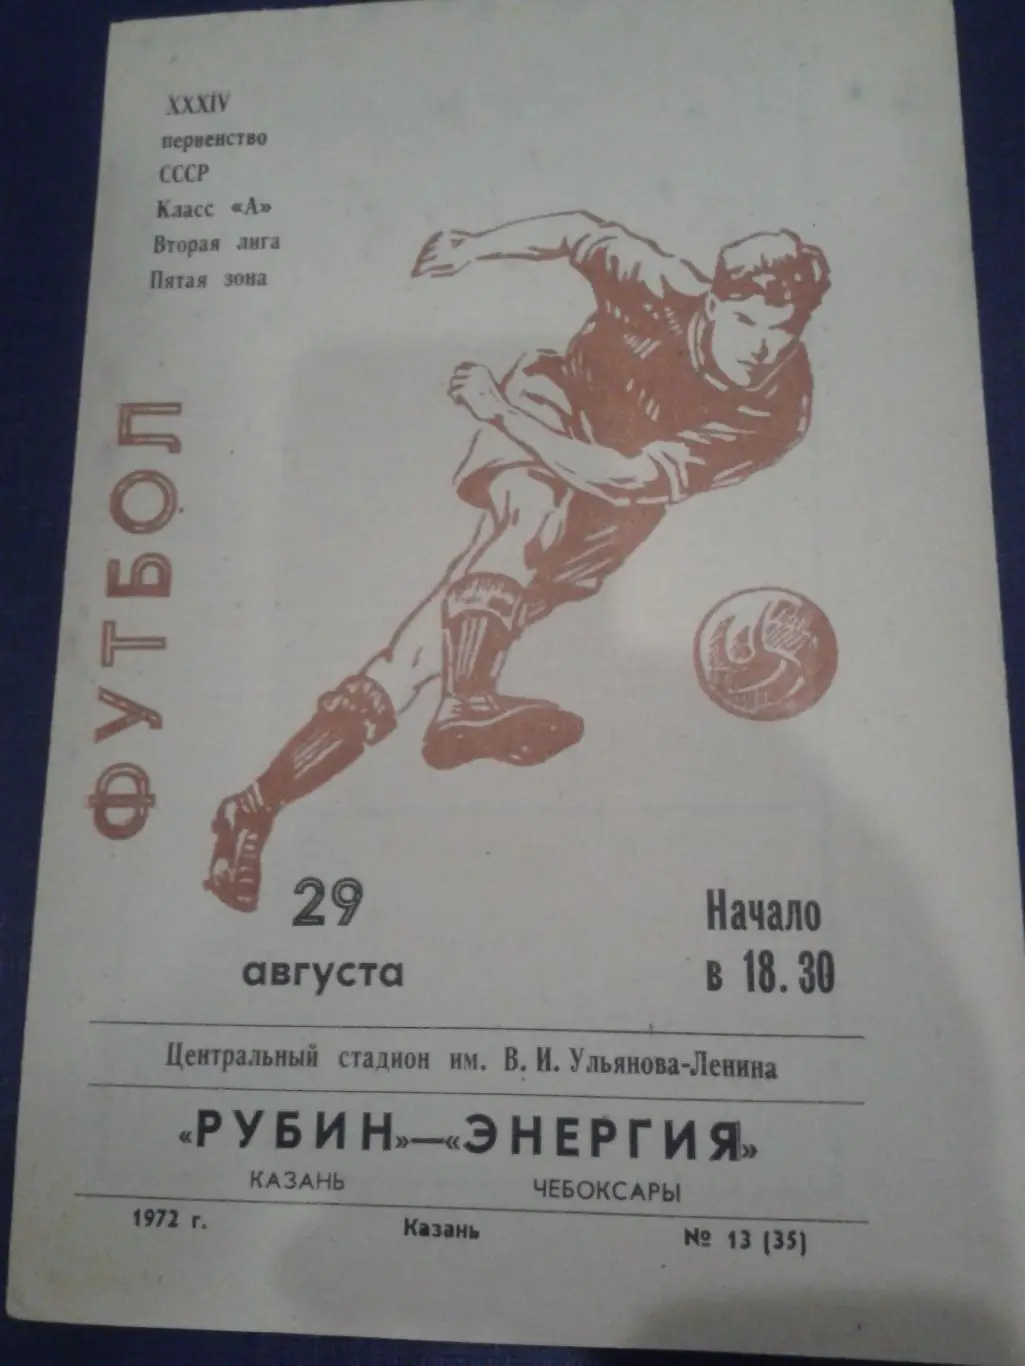 XXXIV
первенство
СССР
Класс «А»
Вторая лига
Пятая зона
ФУТБОЛ
29
августа
Начало
в 18.30
Центральный стадион им. В. И. Ульянова-Ленина
«РУБИН»—«ЭНЕРГИЯ»
КАЗАНЬ ЧЕБОКСАРЫ
1972 г. Казань № 13 (35)